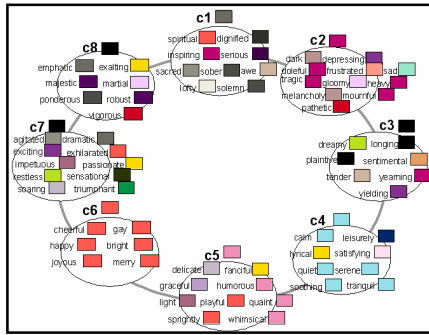 c1
spiritual dignified
inspiring serious
sacred sober awe
lofty solemn
c2
dark depressing
doleful frustrated sad
tragic gloomy heavy
melancholy mournful
pathetic
c3
dreamy longing
plaintive sentimental
tender yearning
yielding
c4
calm leisurely
lyrical satisfying
quiet serene
soothing tranquil
c5
delicate fanciful
graceful humorous
light playful quaint
sprightly whimsical
c6
cheerful gay
happy bright
joyous merry
c7
agitated dramatic
exciting exhilarated
impetuous passionate
restless sensational
soaring triumphant
c8
emphatic exalting
majestic martial
ponderous robust
vigorous